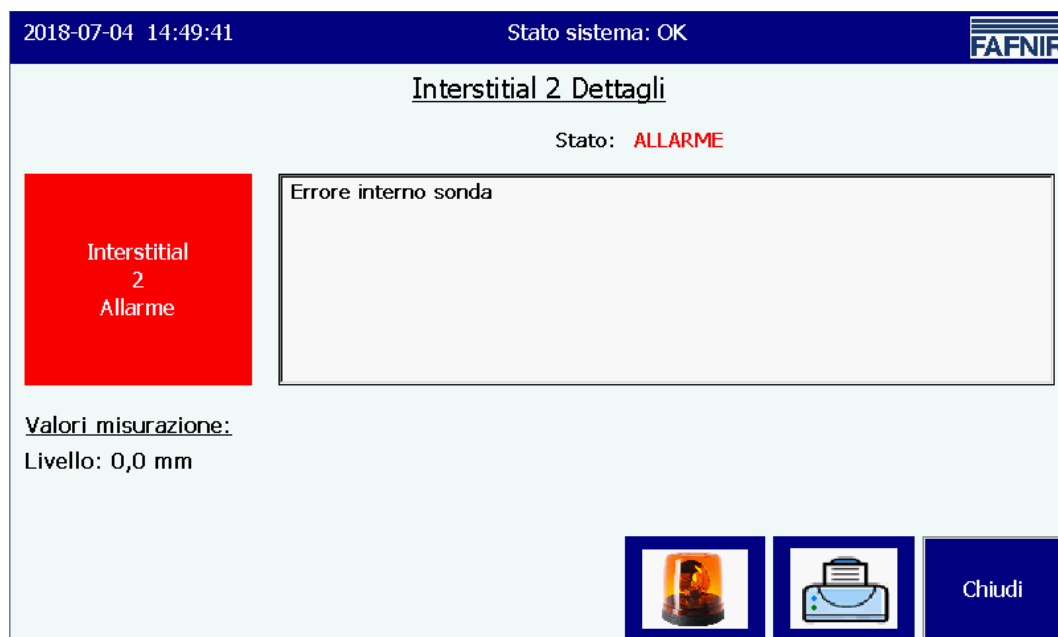 2018-07-04 14:49:41
Stato sistema: OK
FAFNIR
Interstitial 2 Dettagli
Stato: ALLARME
Interstitial
2
Allarme
Errore interno sonda
Valori misurazione:
Livello: 0,0 mm
Chiudi